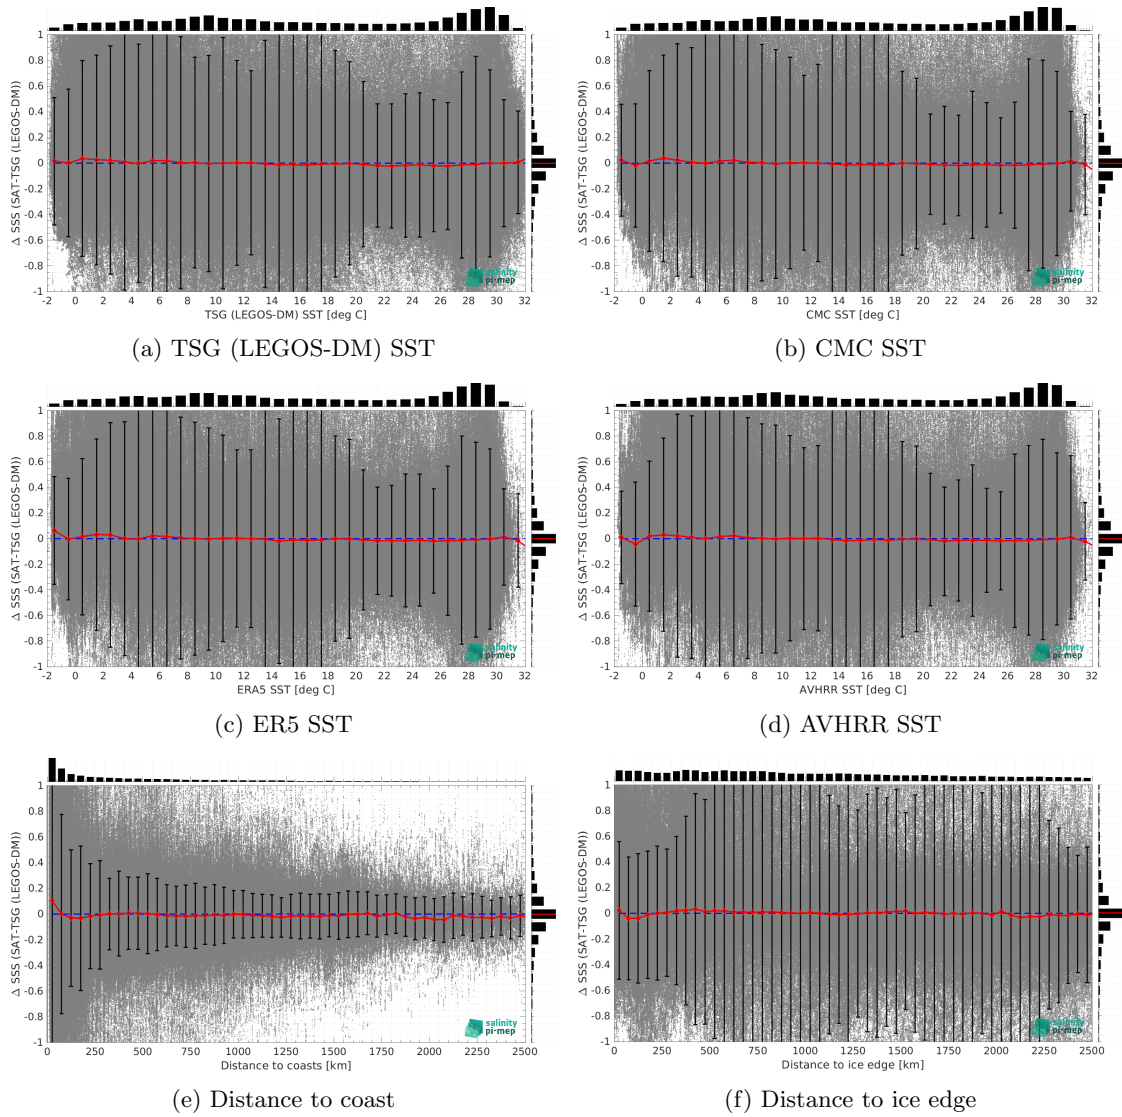 Δ SSS (SAT-TSG (LEGOS-DM))
1
0.8
0.6
0.4
0.2
0
-0.2
-0.4
-0.6
-0.8
-1
salinity
pi-mep
-2 0 2 4 6 8 10 12 14 16 18 20 22 24 26 28 30 32
TSG (LEGOS-DM) SST [deg C]
(a) TSG (LEGOS-DM) SST
Δ SSS (SAT-TSG (LEGOS-DM))
1
0.8
0.6
0.4
0.2
0
-0.2
-0.4
-0.6
-0.8
-1
salinity
pi-mep
-2 0 2 4 6 8 10 12 14 16 18 20 22 24 26 28 30 32
CMC SST [deg C]
(b) CMC SST
Δ SSS (SAT-TSG (LEGOS-DM))
1
0.8
0.6
0.4
0.2
0
-0.2
-0.4
-0.6
-0.8
-1
salinity
pi-mep
-2 0 2 4 6 8 10 12 14 16 18 20 22 24 26 28 30 32
ERA5 SST [deg C]
(c) ER5 SST
Δ SSS (SAT-TSG (LEGOS-DM))
1
0.8
0.6
0.4
0.2
0
-0.2
-0.4
-0.6
-0.8
-1
salinity
pi-mep
-2 0 2 4 6 8 10 12 14 16 18 20 22 24 26 28 30 32
AVHRR SST [deg C]
(d) AVHRR SST
Δ SSS (SAT-TSG (LEGOS-DM))
1
0.8
0.6
0.4
0.2
0
-0.2
-0.4
-0.6
-0.8
-1
salinity
pi-mep
0 250 500 750 1000 1250 1500 1750 2000 2250 2500
Distance to coasts [km]
(e) Distance to coast
Δ SSS (SAT-TSG (LEGOS-DM))
1
0.8
0.6
0.4
0.2
0
-0.2
-0.4
-0.6
-0.8
-1
salinity
pi-mep
0 250 500 750 1000 1250 1500 1750 2000 2250 2500
Distance to ice edge [km]
(f) Distance to ice edge